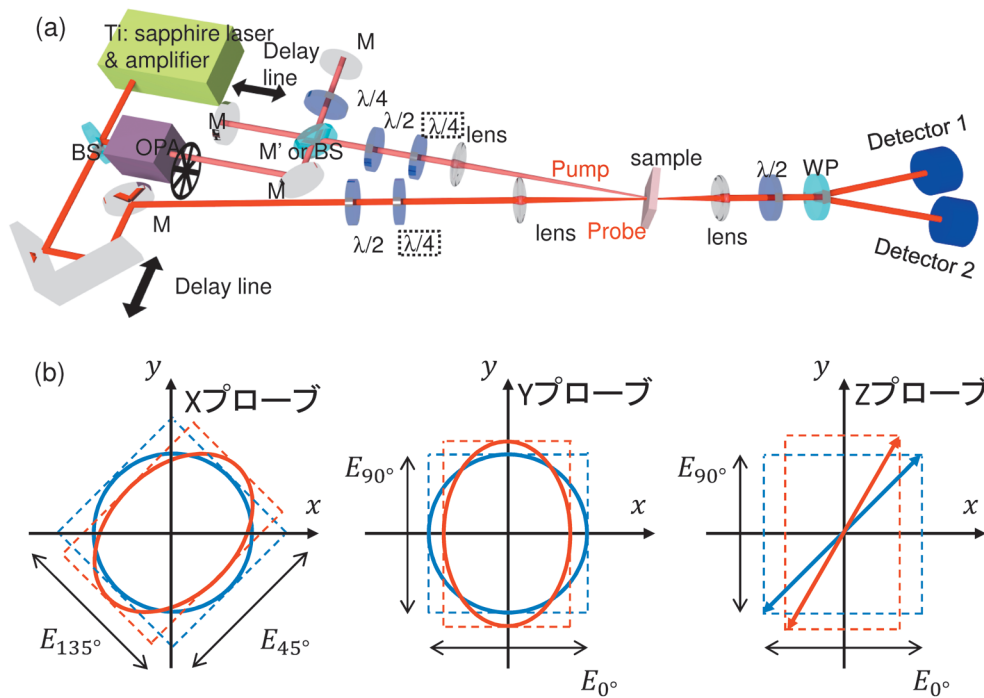 (a)
Ti: sapphire laser
& amplifier
Delay
line
M
λ/4
M
λ/2
λ/4
lens
BS
OPA
M' or BS
M
Pump
sample
λ/2
WP
Detector 1
M
λ/2
λ/4
lens
Probe
lens
Detector 2
Delay line
(b)
y
Xプローブ
x
E135°
E45°
y
Yプローブ
E90°
x
E0°
y
Zプローブ
E90°
x
E0°